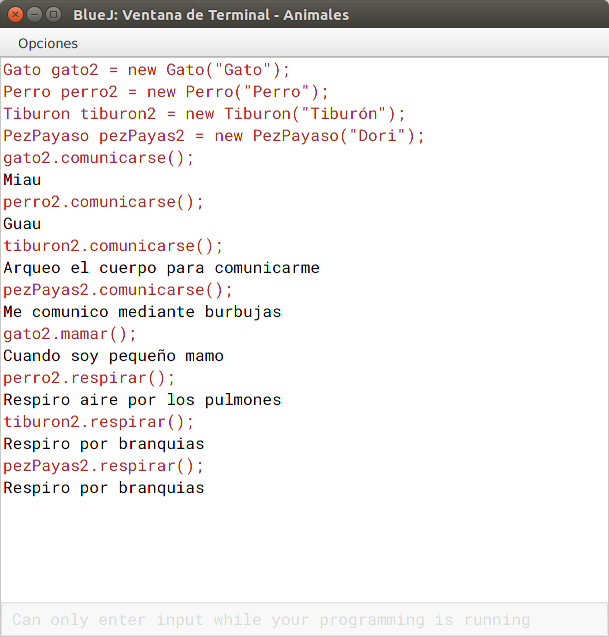 BlueJ: Ventana de Terminal - Animales
Opciones
Gato gato2 = new Gato("Gato");
Perro perro2 = new Perro("Perro");
Tiburon tiburon2 = new Tiburon("Tiburón");
PezPayaso pezPayas2 = new PezPayaso("Dori");
gato2.comunicarse();
Miau
perro2.comunicarse();
Guau
tiburon2.comunicarse();
Arqueo el cuerpo para comunicarme
pezPayas2.comunicarse();
Me comunico mediante burbujas
gato2.mamar();
Cuando soy pequeño mamo
perro2.respirar();
Respiro aire por los pulmones
tiburon2.respirar();
Respiro por branquias
pezPayas2.respirar();
Respiro por branquias
Can only enter input while your programming is running